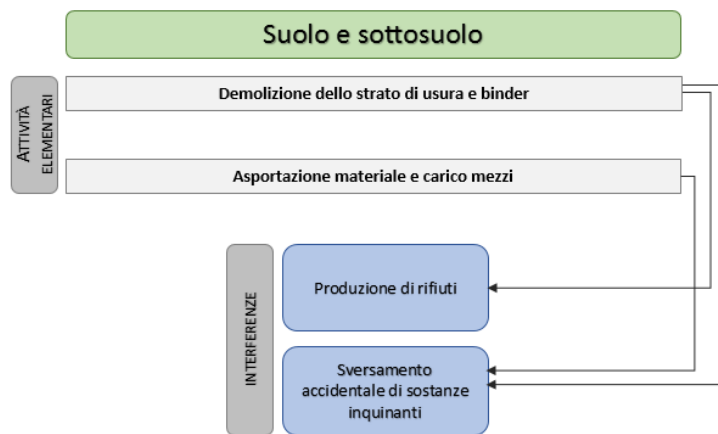 Suolo e sottosuolo
ATTIVITÀ
ELEMENTARI
Demolizione dello strato di usura e binder
Asportazione materiale e carico mezzi
INTERFERENZE
Produzione di rifiuti
Sversamento
accidentale di sostanze
inquinanti